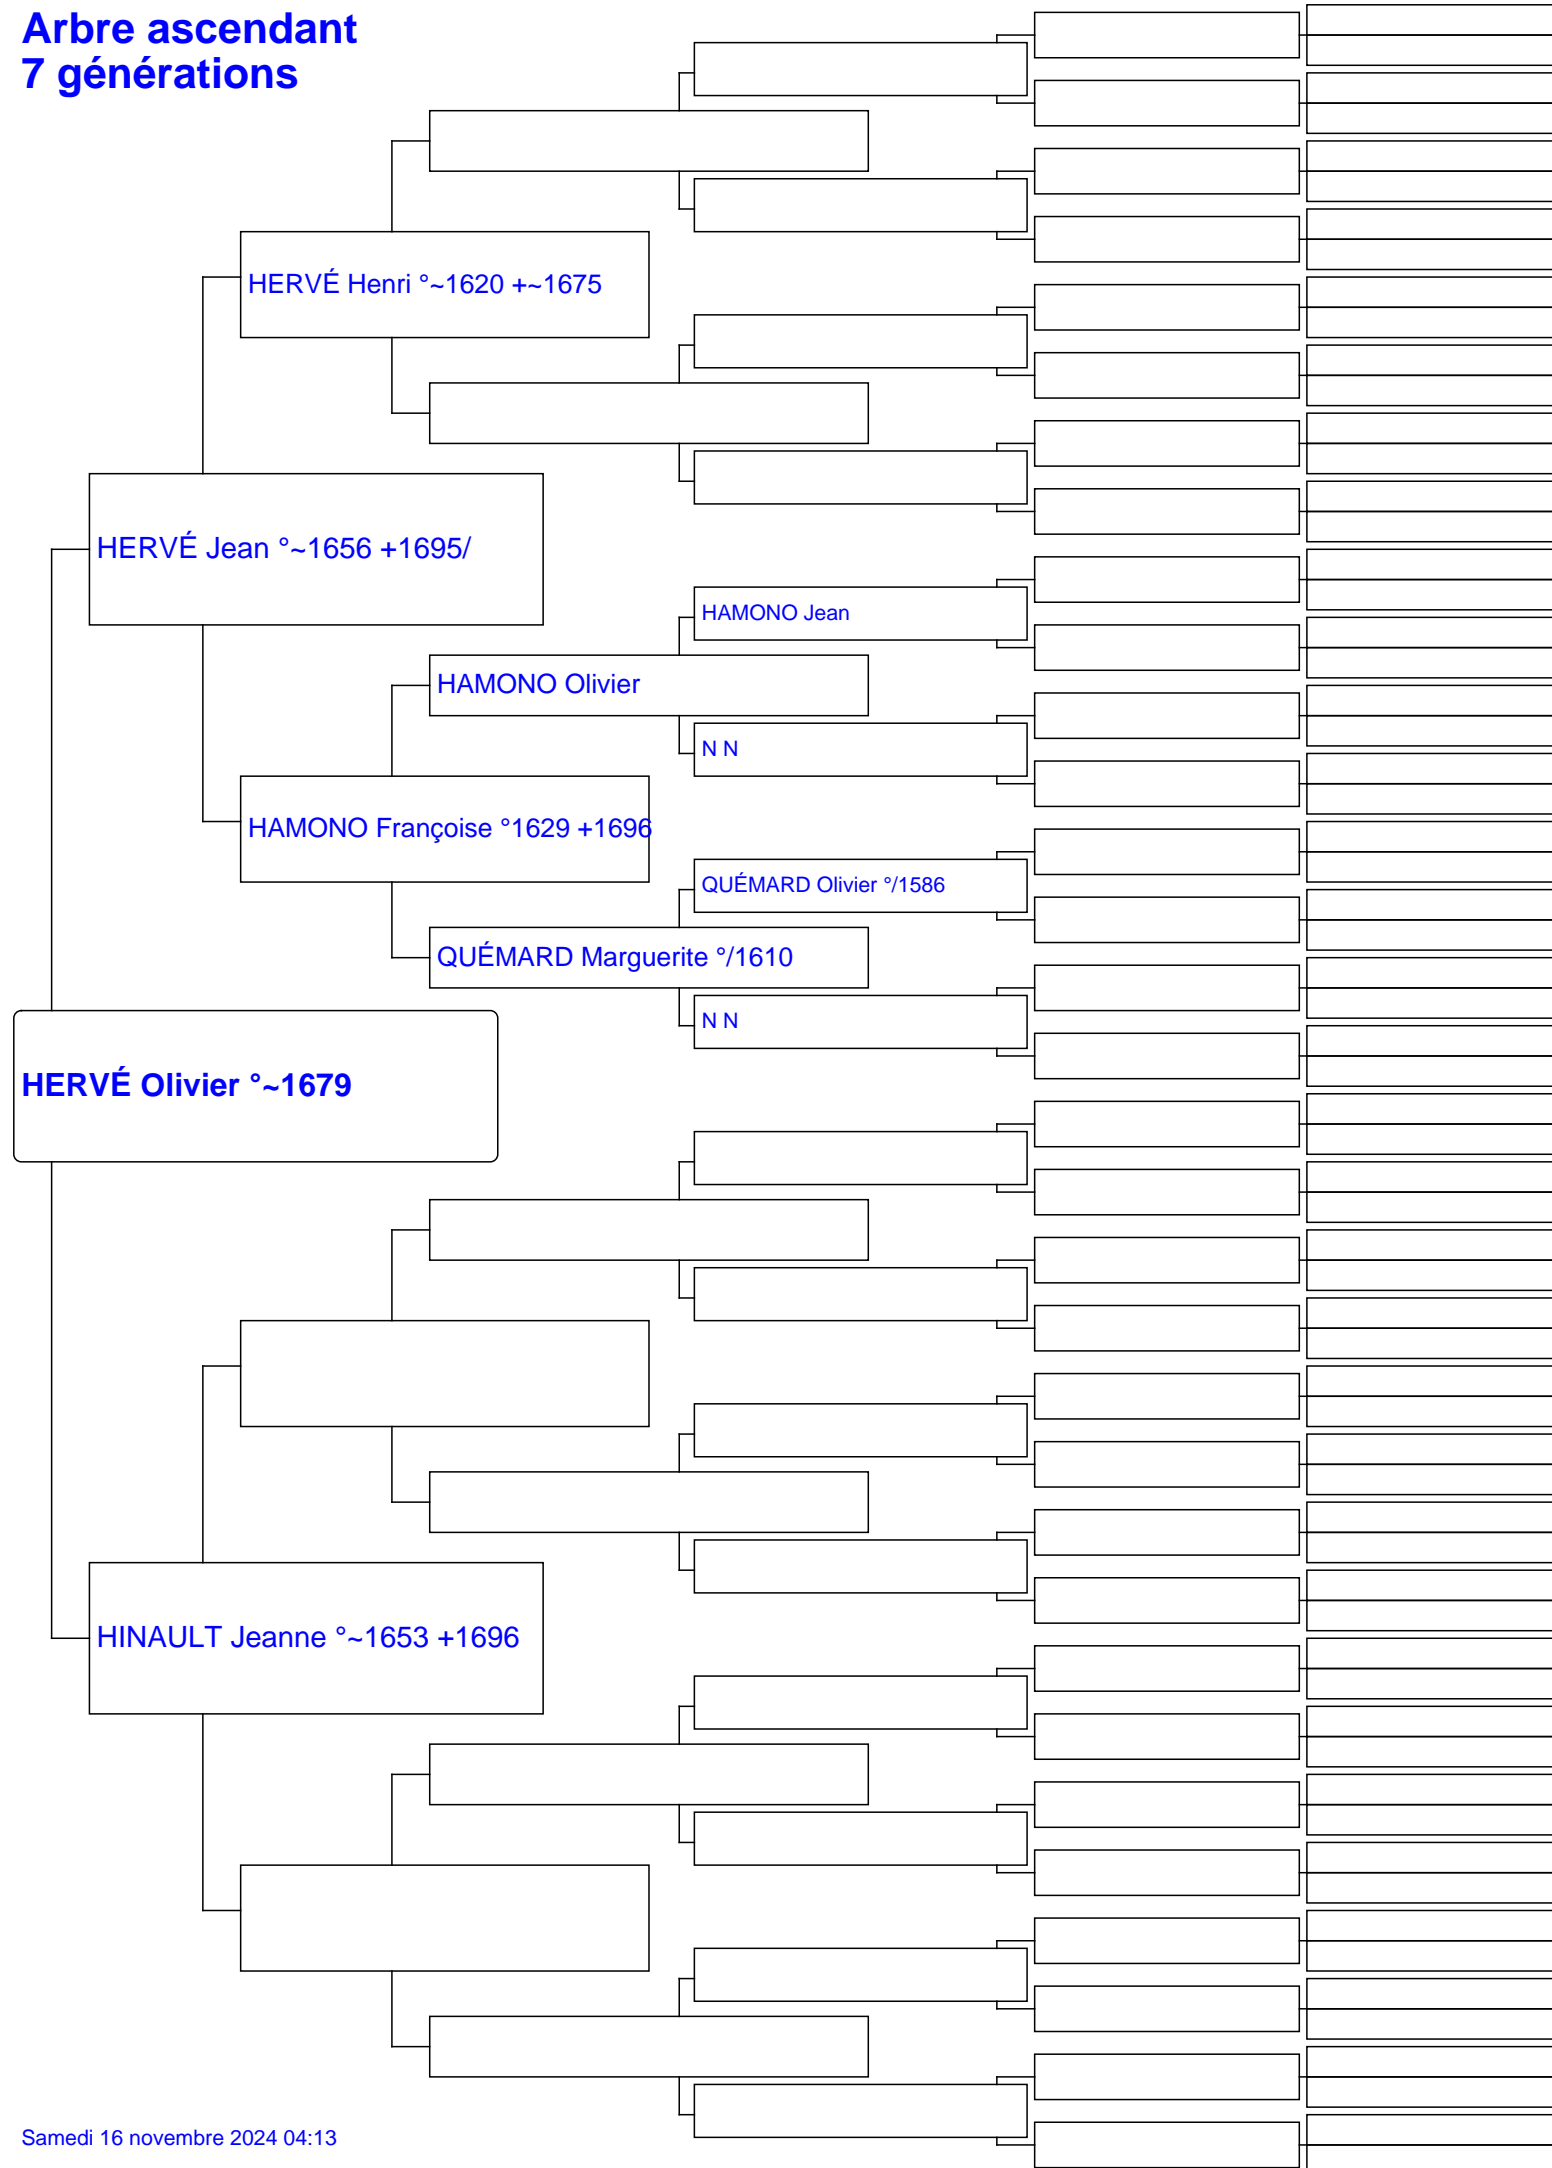 Arbre ascendant
7 générations
HERVÉ Henri °~1620 +~1675
HERVÉ Jean °~1656 +1695/
HAMONO Jean
HAMONO Olivier
N N
HAMONO Françoise °1629 +1696
QUÉMARD Olivier °/1586
QUÉMARD Marguerite °/1610
N N
HERVÉ Olivier °~1679
HINAULT Jeanne °~1653 +1696
Samedi 16 novembre 2024 04:13